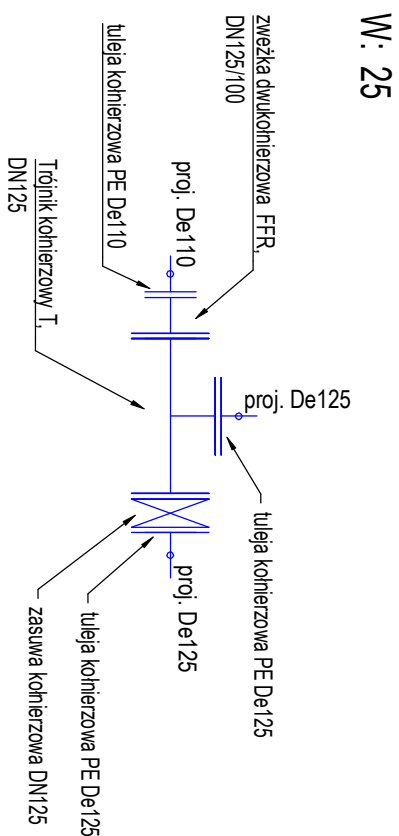 W: 25
zwężka dwukołnierzowa FFR,
DN125/100
tuleja kołnierzowa PE De110
proj. De110
Trójnik kołnierzowy T,
DN125
proj. De125
tuleja kołnierzowa PE De125
proj. De125
tuleja kołnierzowa PE De125
zasuwa kołnierzowa DN125